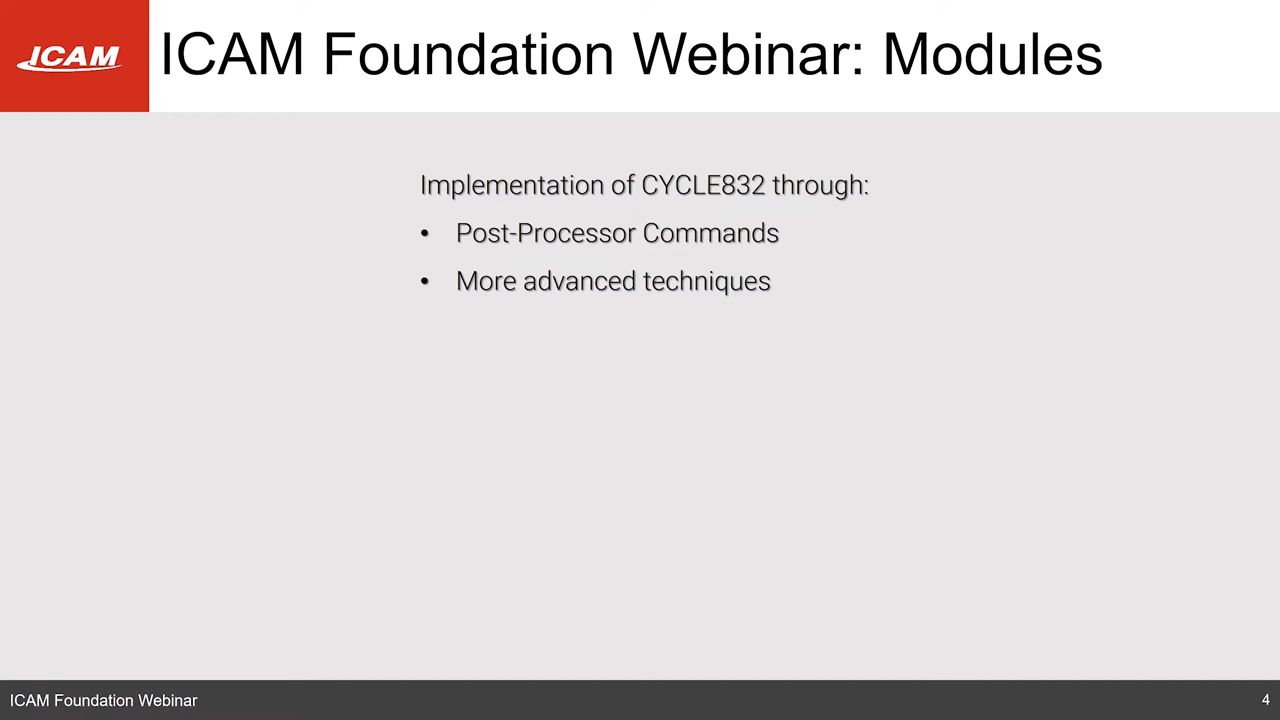 ICAM
ICAM Foundation Webinar: Modules
Implementation of CYCLE832 through:
• Post-Processor Commands
• More advanced techniques
ICAM Foundation Webinar
4